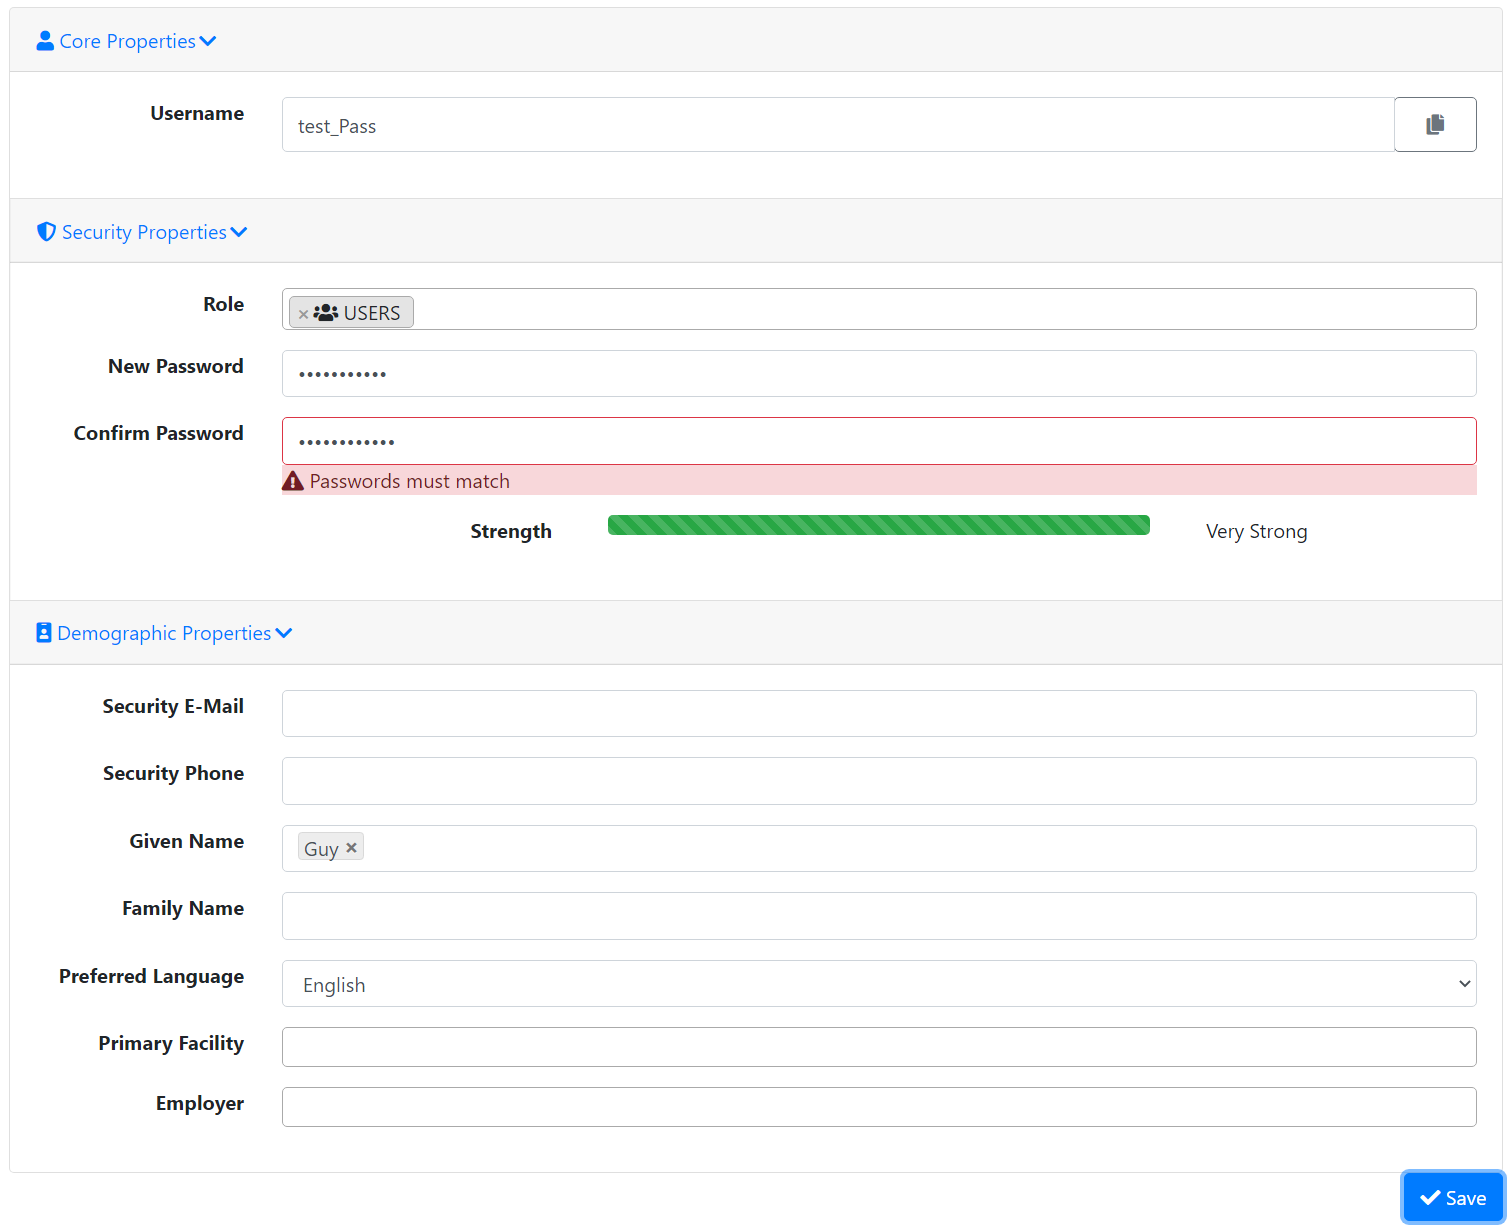 Core Properties
Username
test_Pass
Security Properties
Role
× USERS
New Password
•••••••••••
Confirm Password
••••••••••••
Passwords must match
Strength
Very Strong
Demographic Properties
Security E-Mail
Security Phone
Given Name
Guy ×
Family Name
Preferred Language
English
Primary Facility
Employer
Save